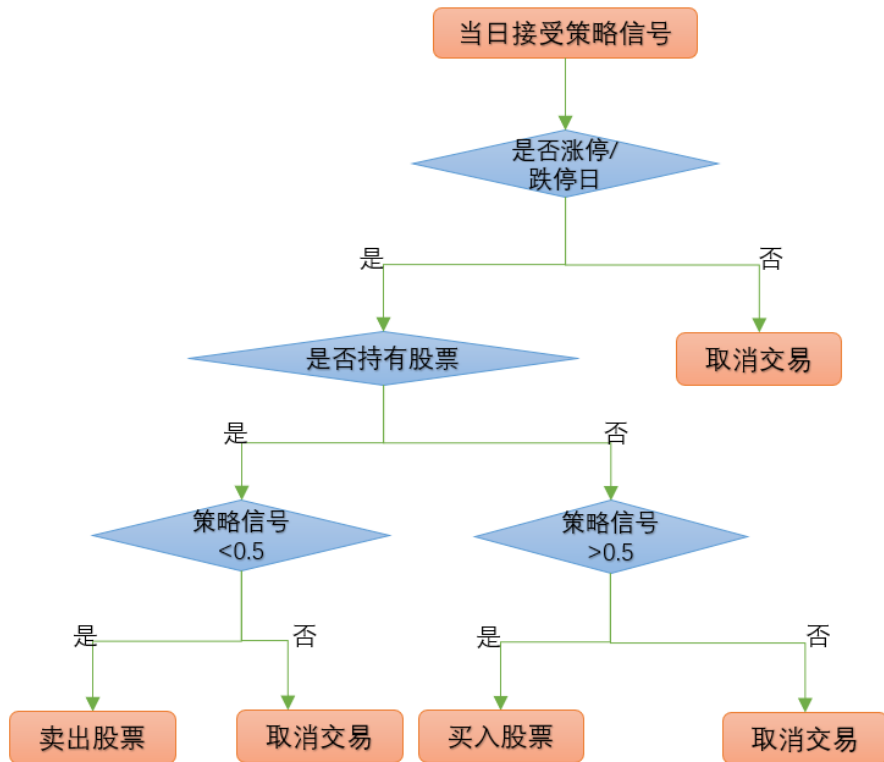 当日接受策略信号
是否涨停/
跌停日
是
否
是否持有股票
取消交易
是
否
策略信号
<0.5
策略信号
>0.5
是
否
是
否
卖出股票
取消交易
买入股票
取消交易